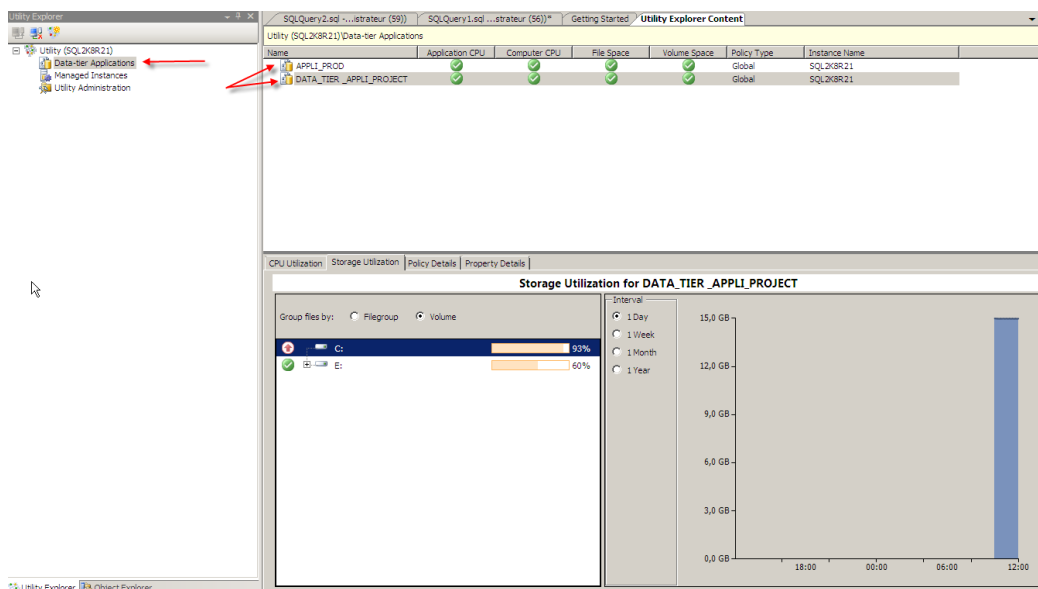 Utility Explorer
SQLQuery2.sql -...istrateur (59)) SQLQuery1.sql ...strateur (56))* Getting Started Utility Explorer Content
Utility (SQL2K8R21)\Data-tier Applications
Utility (SQL2K8R21)
Data-tier Applications
Managed Instances
Utility Administration
Name Application CPU Computer CPU File Space Volume Space Policy Type Instance Name
APPLI_PROD Global SQL2K8R21
DATA_TIER _APPLI_PROJECT Global SQL2K8R21
CPU Utilization Storage Utilization Policy Details Property Details
Storage Utilization for DATA_TIER _APPLI_PROJECT
Group files by: Filegroup Volume
C: 93%
E: 60%
Interval
1 Day
1 Week
1 Month
1 Year
15,0 GB
12,0 GB
9,0 GB
6,0 GB
3,0 GB
0,0 GB
18:00 00:00 06:00 12:00
Utility Explorer Object Explorer